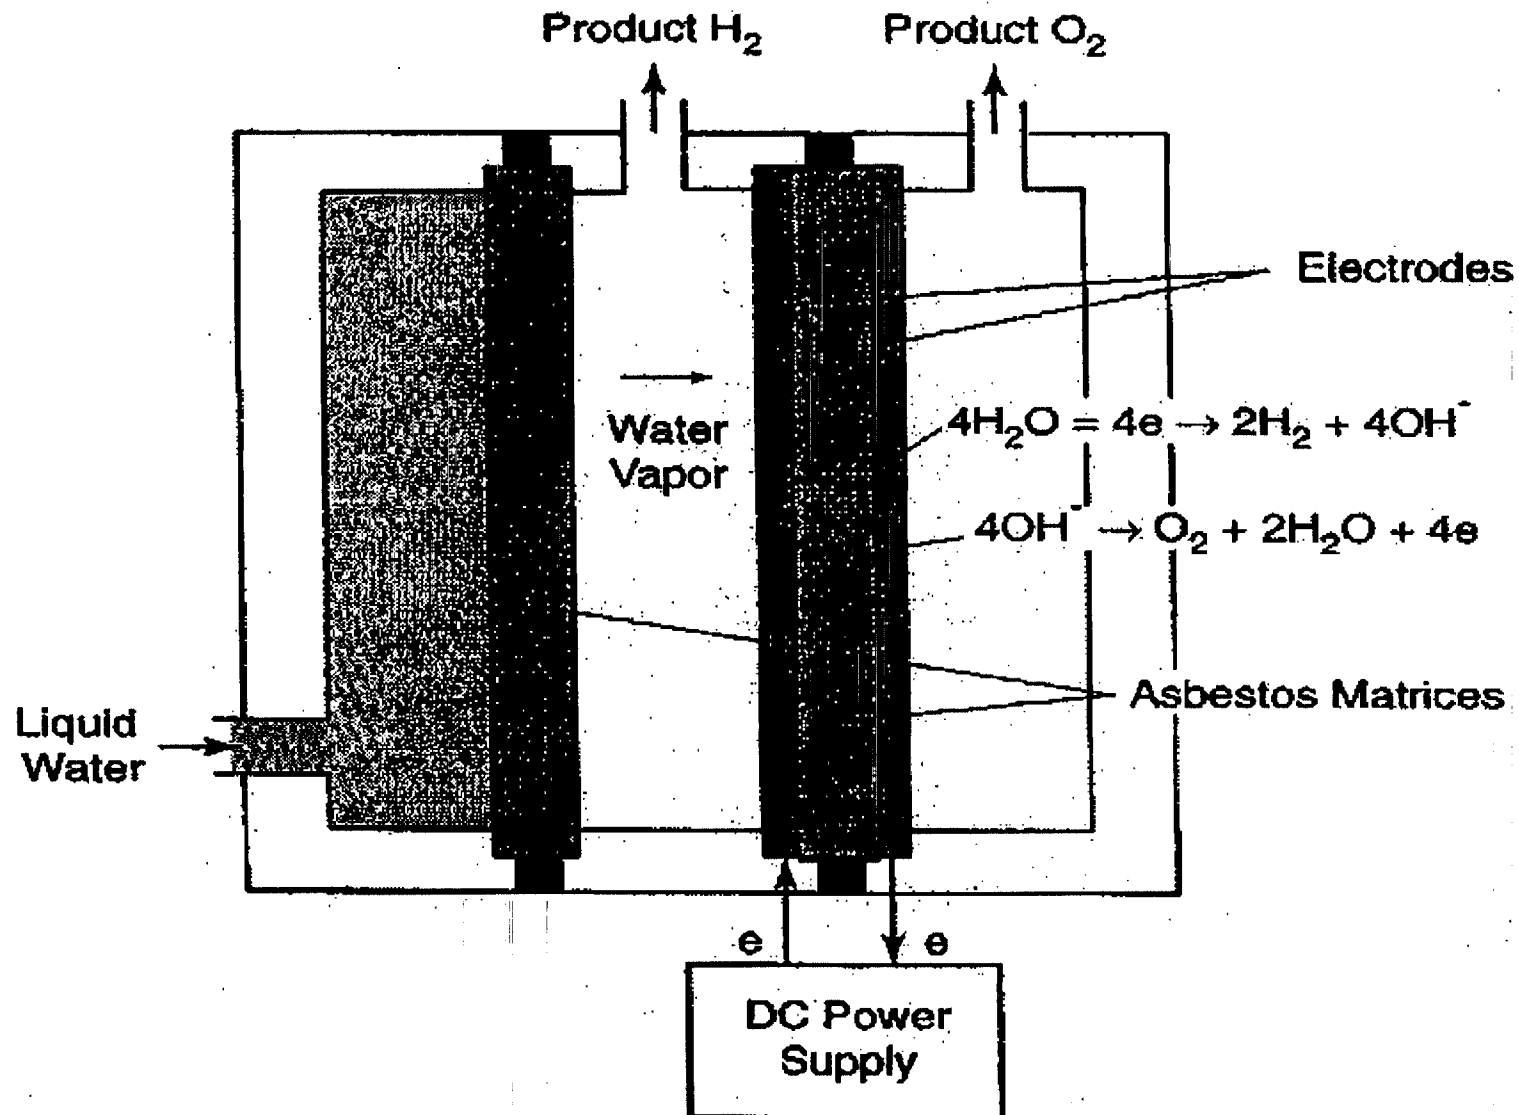 Product H₂
Product O₂
Electrodes
Water
Vapor
4H₂O = 4e → 2H₂ + 4OH⁻
4OH⁻ → O₂ + 2H₂O + 4e
Asbestos Matrices
Liquid
Water
e
e
DC Power
Supply